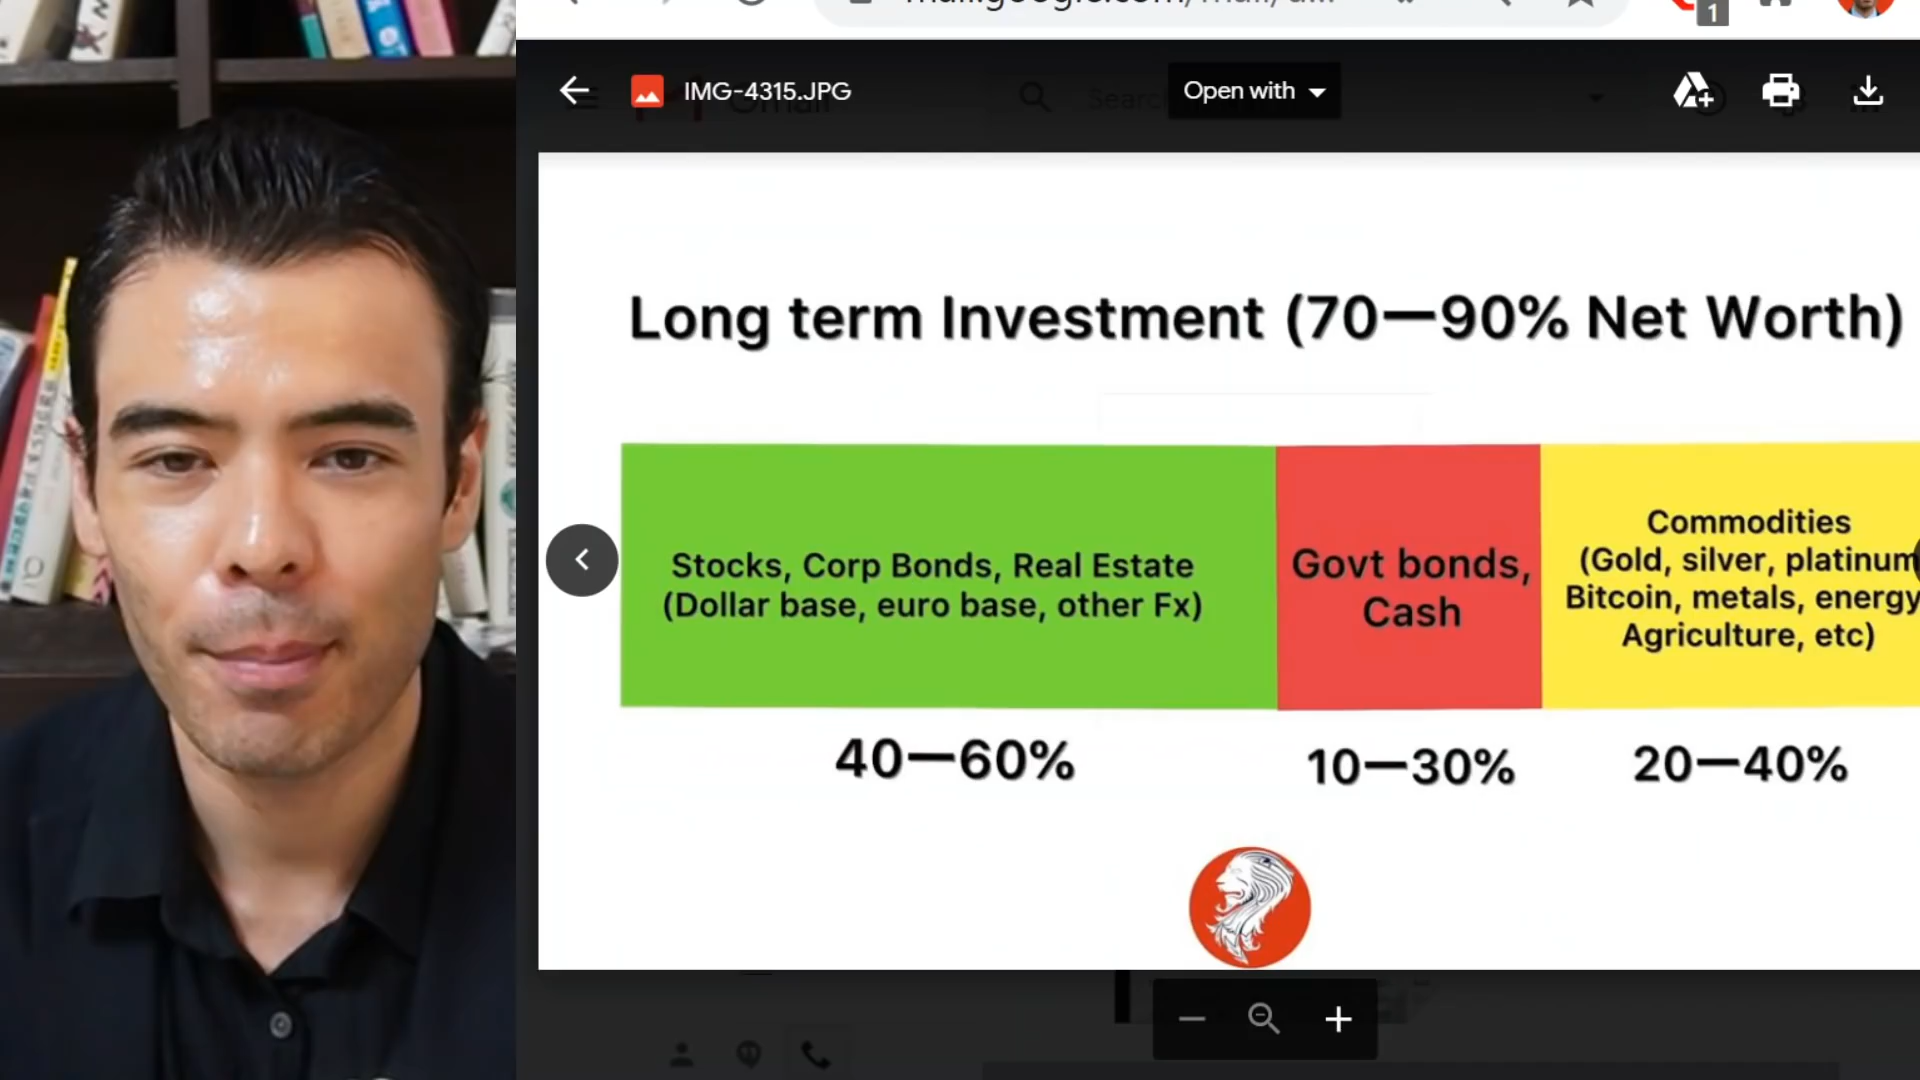 1
IMG-4315.JPG
Open with
Long term Investment (70—90% Net Worth)
Stocks, Corp Bonds, Real Estate
(Dollar base, euro base, other Fx)
Govt bonds,
Cash
Commodities
(Gold, silver, platinum
Bitcoin, metals, energy
Agriculture, etc)
40—60%
10—30%
20—40%